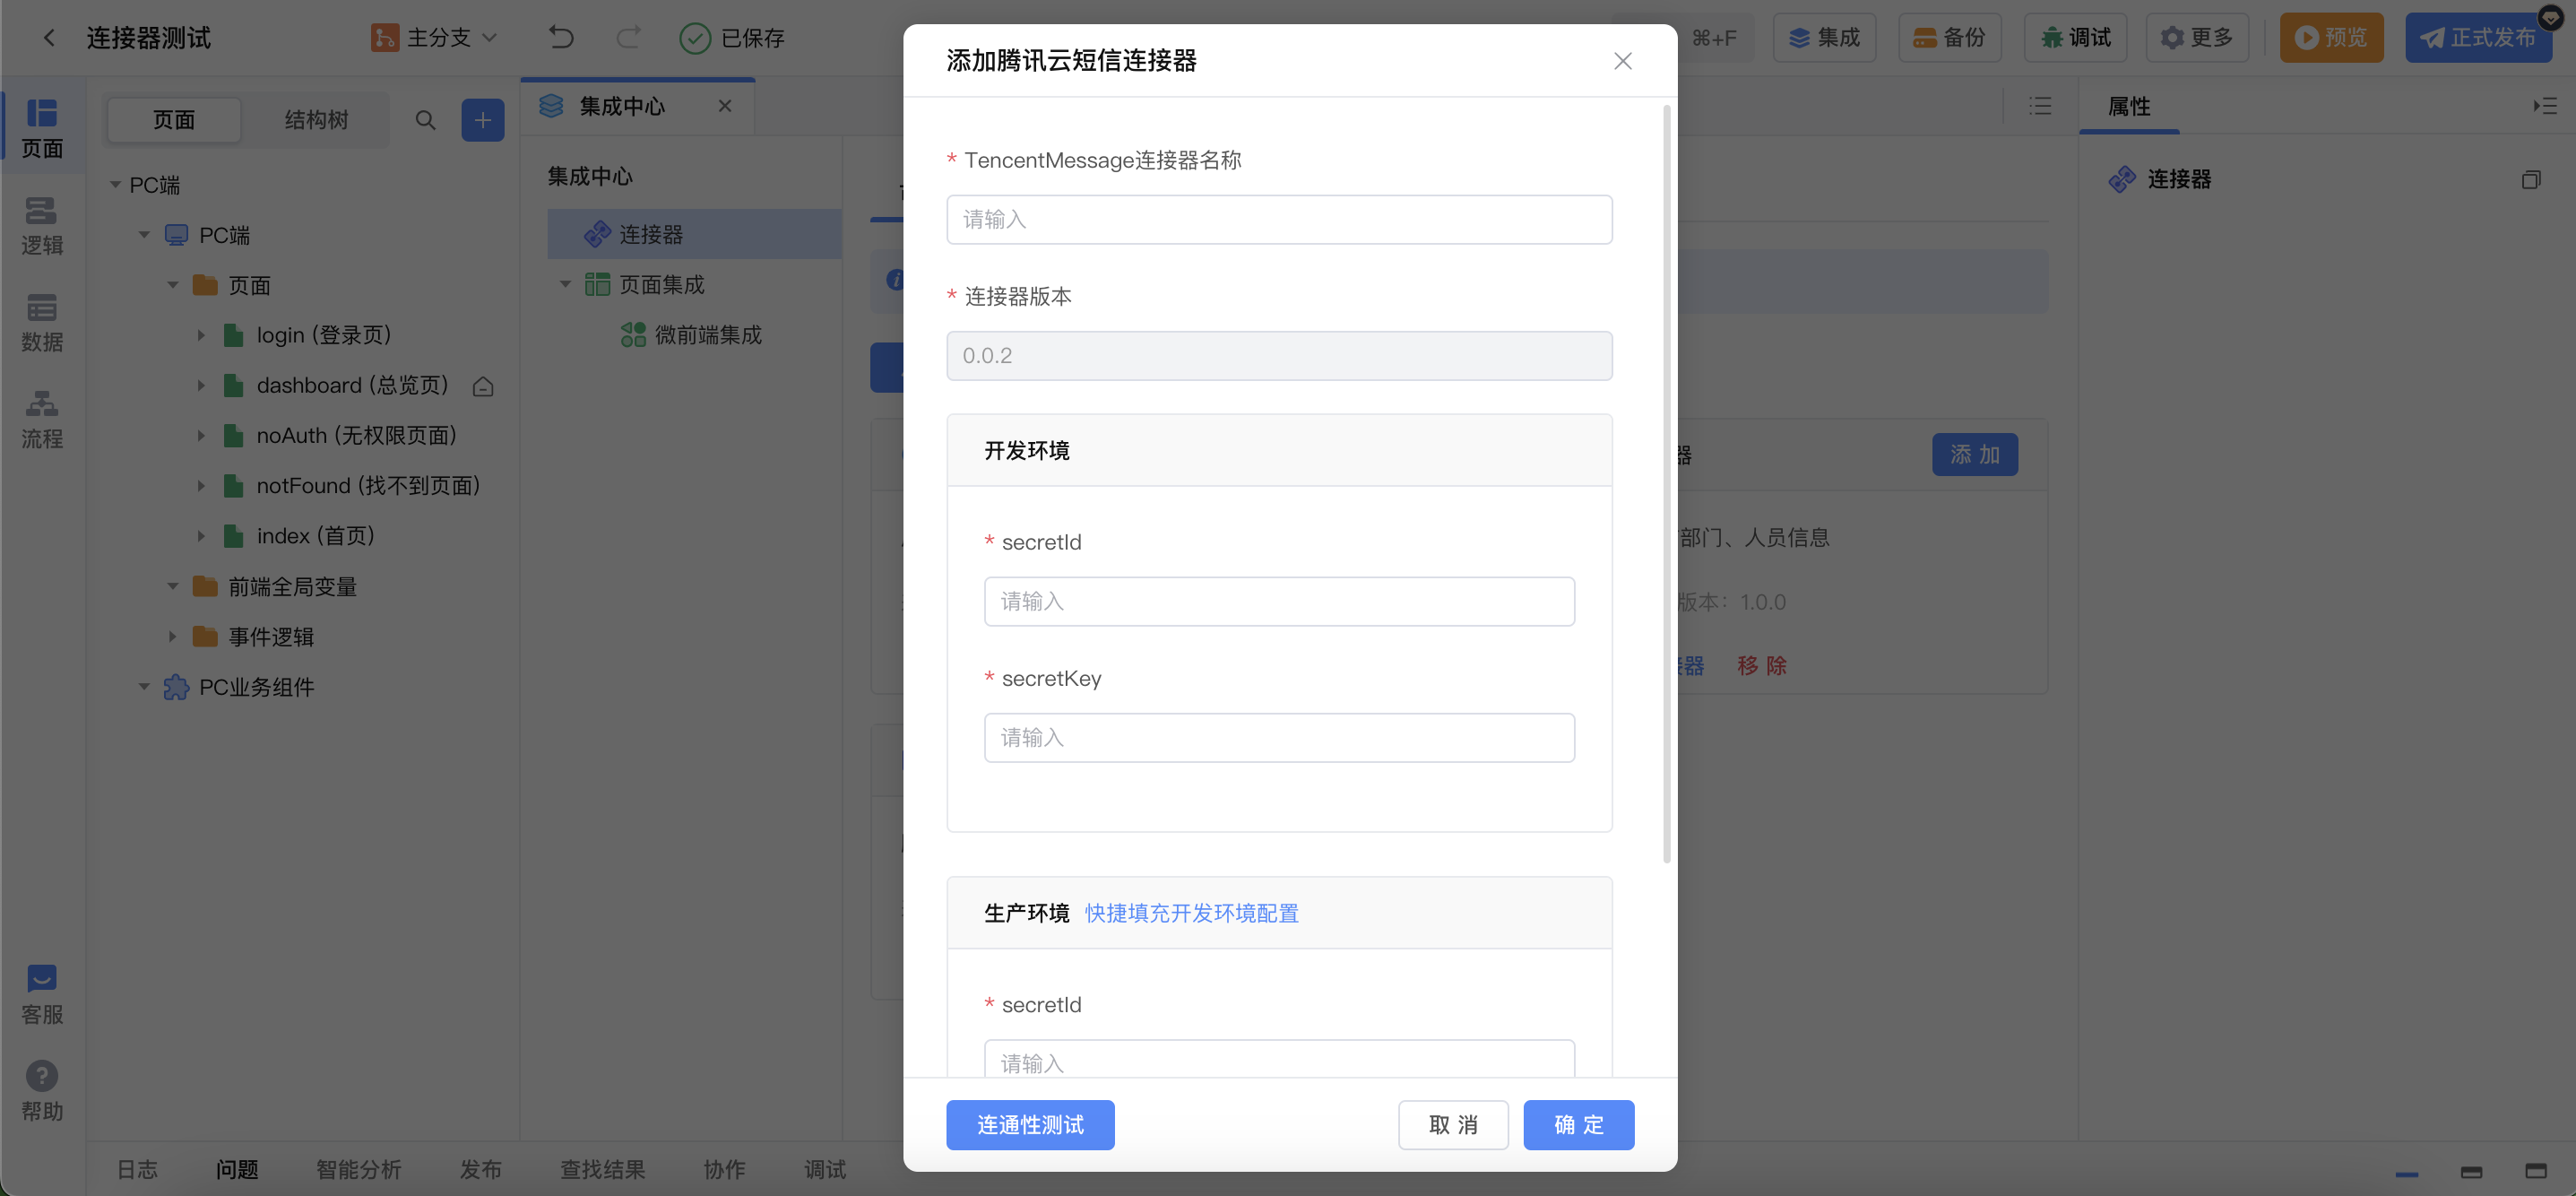 连接器测试
主分支
已保存
⌘+F
集成
备份
调试
更多
预览
正式发布
页面
逻辑
数据
流程
客服
帮助
页面
结构树
PC端
PC端
页面
login (登录页)
dashboard (总览页)
noAuth (无权限页面)
notFound (找不到页面)
index (首页)
前端全局变量
事件逻辑
PC业务组件
集成中心
集成中心
连接器
页面集成
微前端集成
添加腾讯云短信连接器
* TencentMessage连接器名称
请输入
* 连接器版本
0.0.2
开发环境
* secretId
请输入
* secretKey
请输入
生产环境 快捷填充开发环境配置
* secretId
请输入
连通性测试
取 消
确 定
器
添 加
部门、人员信息
版本：1.0.0
器
移 除
属性
连接器
日志
问题
智能分析
发布
查找结果
协作
调试